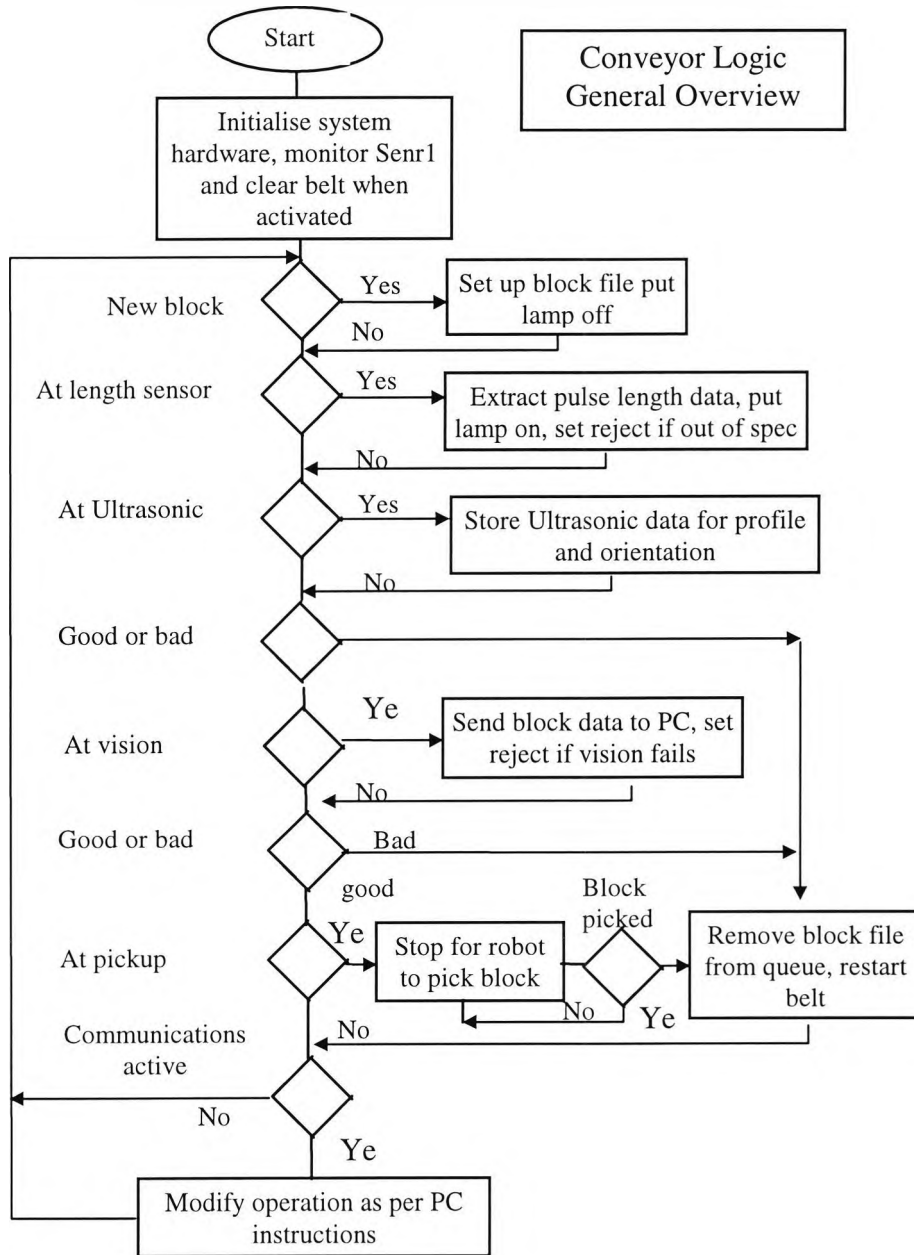 Start
Conveyor Logic
General Overview
Initialise system
hardware, monitor Senr1
and clear belt when
activated
New block
Yes
Set up block file put
lamp off
No
At length sensor
Yes
Extract pulse length data, put
lamp on, set reject if out of spec
No
At Ultrasonic
Yes
Store Ultrasonic data for profile
and orientation
No
Good or bad
At vision
Ye
Send block data to PC, set
reject if vision fails
No
Good or bad
Bad
good
Block
picked
At pickup
Ye
Stop for robot
to pick block
Remove block file
from queue, restart
belt
No
Ye
No
Communications
active
No
Ye
Modify operation as per PC
instructions